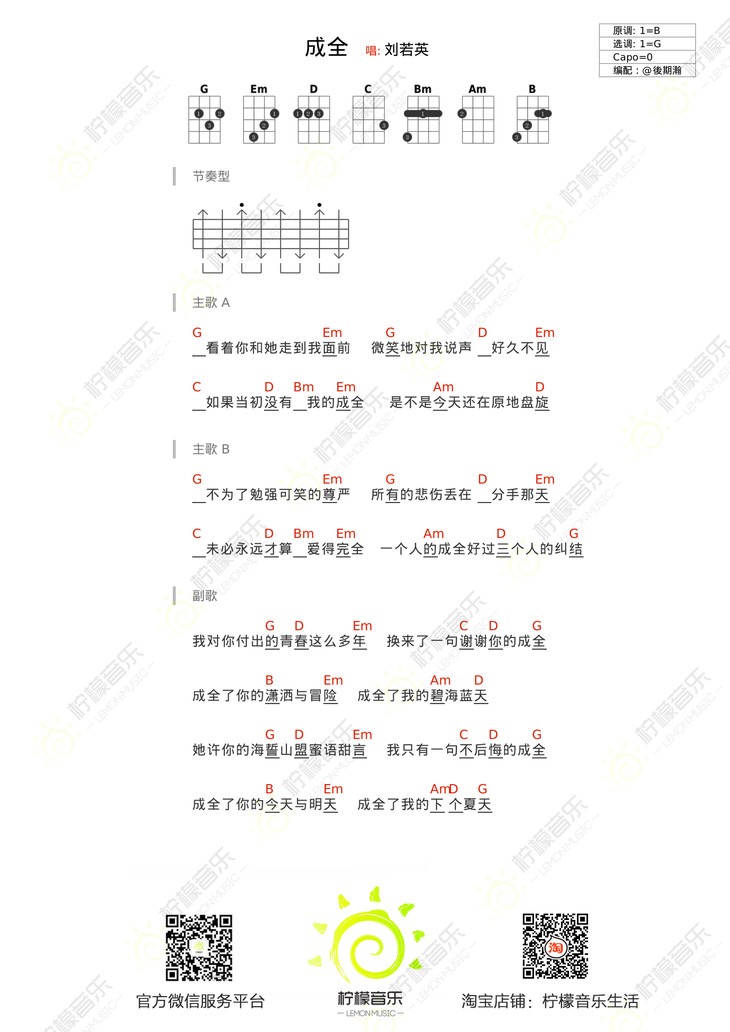 成全 唱: 刘若英
原调: 1=B
选调: 1=G
Capo=0
编配：@後期瀚
G Em D C Bm Am B
节奏型
主歌 A
G Em G D Em
__看着你和她走到我面前 微笑地对我说声 __好久不见
C D Bm Em Am D
__如果当初没有__我的成全 是不是今天还在原地盘旋
主歌 B
G Em G D Em
__不为了勉强可笑的尊严 所有的悲伤丢在 __分手那天
C D Bm Em Am D G
__未必永远才算__爱得完全 一个人的成全好过三个人的纠结
副歌
G D Em C D G
我对你付出的青春这么多年 换来了一句谢谢你的成全
B Em Am D
成全了你的潇洒与冒险 成全了我的碧海蓝天
G D Em C D G
她许你的海誓山盟蜜语甜言 我只有一句不后悔的成全
B Em Am D G
成全了你的今天与明天 成全了我的下个夏天
柠檬音乐
—LEMON MUSIC—
淘
官方微信服务平台
淘宝店铺：柠檬音乐生活